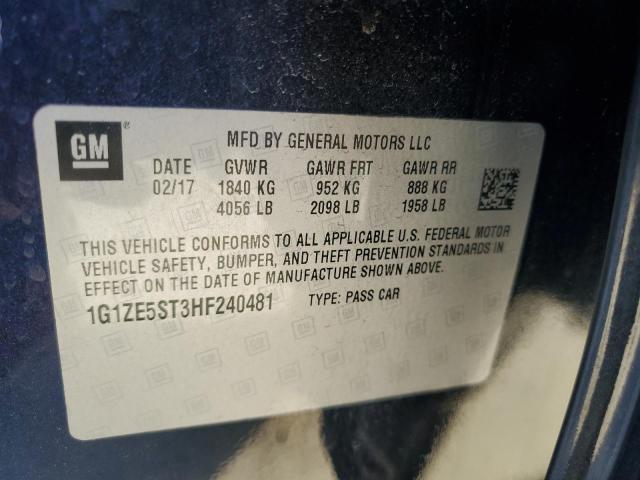 GM ®
MFD BY GENERAL MOTORS LLC
DATE GVWR GAWR FRT GAWR RR
02/17 1840 KG 952 KG 888 KG
4056 LB 2098 LB 1958 LB
THIS VEHICLE CONFORMS TO ALL APPLICABLE U.S. FEDERAL MOTOR
VEHICLE SAFETY, BUMPER, AND THEFT PREVENTION STANDARDS IN
EFFECT ON THE DATE OF MANUFACTURE SHOWN ABOVE.
1G1ZE5ST3HF240481 TYPE: PASS CAR